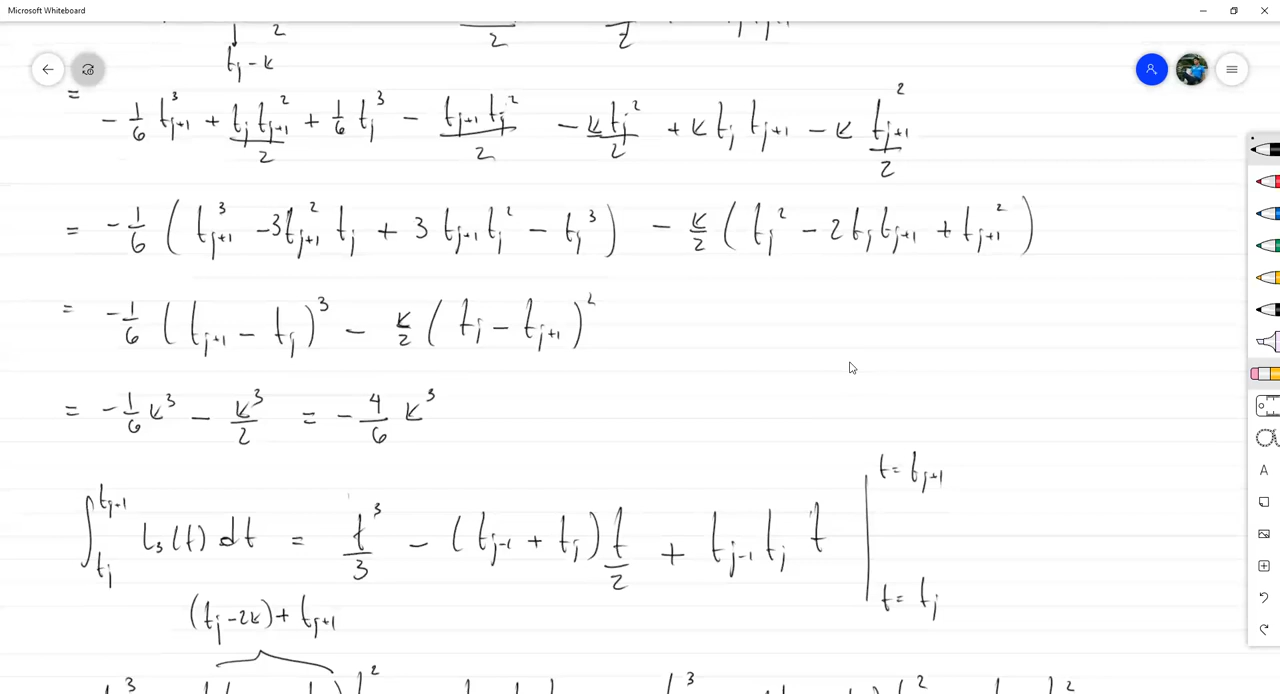 Microsoft Whiteboard
2 2 2
t_j - k
=
- 1/6 t_{j+1}^3 + t_j t_{j+1}^2/2 + 1/6 t_j^3 - t_{j+1} t_j^2/2 - k t_j^2/2 + k t_j t_{j+1} - k t_{j+1}^2/2
= - 1/6 ( t_{j+1}^3 - 3t_{j+1}^2 t_j + 3 t_{j+1} t_j^2 - t_j^3 ) - k/2 ( t_j^2 - 2 t_j t_{j+1} + t_{j+1}^2 )
= - 1/6 ( t_{j+1} - t_j )^3 - k/2 ( t_j - t_{j+1} )^2
= - 1/6 k^3 - k^3/2 = - 4/6 k^3
∫_{t_j}^{t_{j+1}} L_3(t) dt = t^3/3 - (t_{j-1} + t_j) t/2 + t_{j-1} t_j t |_{t = t_j}^{t = t_{j+1}}
(t_j - 2k) + t_{j+1}